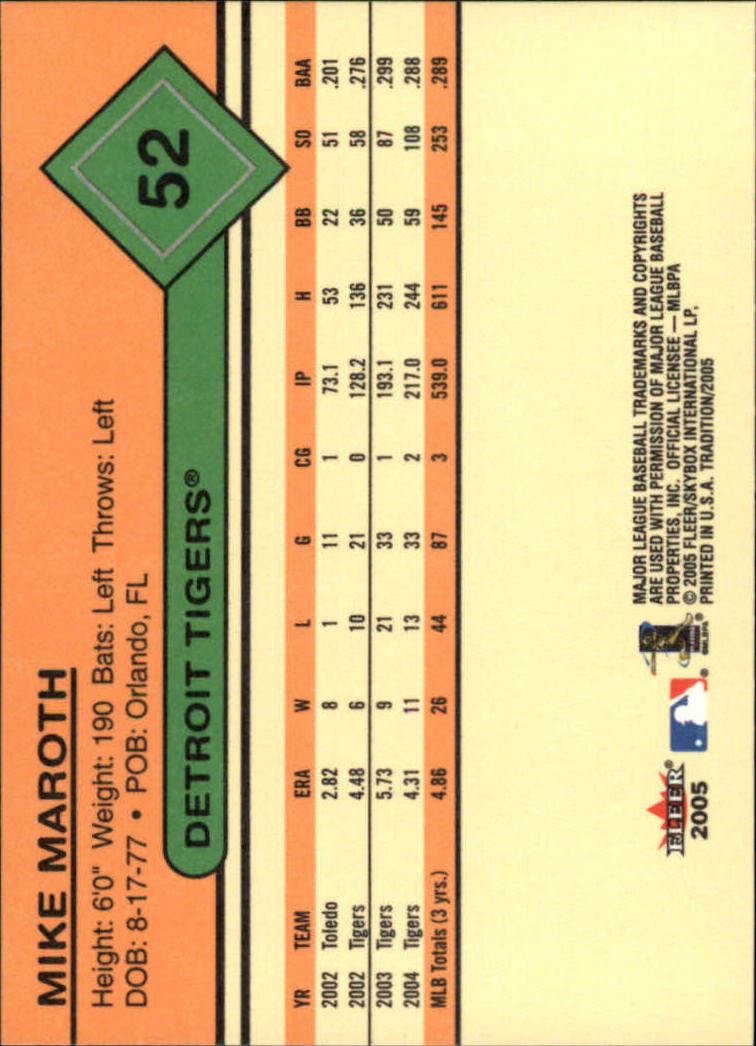 MIKE MAROTH
Height: 6'0" Weight: 190 Bats: Left Throws: Left
DOB: 8-17-77 • POB: Orlando, FL
52
DETROIT TIGERS®
YR TEAM ERA W L G CG IP H BB SO BAA
2002 Toledo 2.82 8 1 11 1 73.1 53 22 51 .201
2002 Tigers 4.48 6 10 21 0 128.2 136 36 58 .276
2003 Tigers 5.73 9 21 33 1 193.1 231 50 87 .299
2004 Tigers 4.31 11 13 33 2 217.0 244 59 108 .288
MLB Totals (3 yrs.) 4.86 26 44 87 3 539.0 611 145 253 .289
FLEER®
2005
®
MAJOR LEAGUE BASEBALL TRADEMARKS AND COPYRIGHTS
ARE USED WITH PERMISSION OF MAJOR LEAGUE BASEBALL
PROPERTIES, INC. OFFICIAL LICENSEE — MLBPA
© 2005 FLEER/SKYBOX INTERNATIONAL LP,
PRINTED IN U.S.A. TRADITION/2005